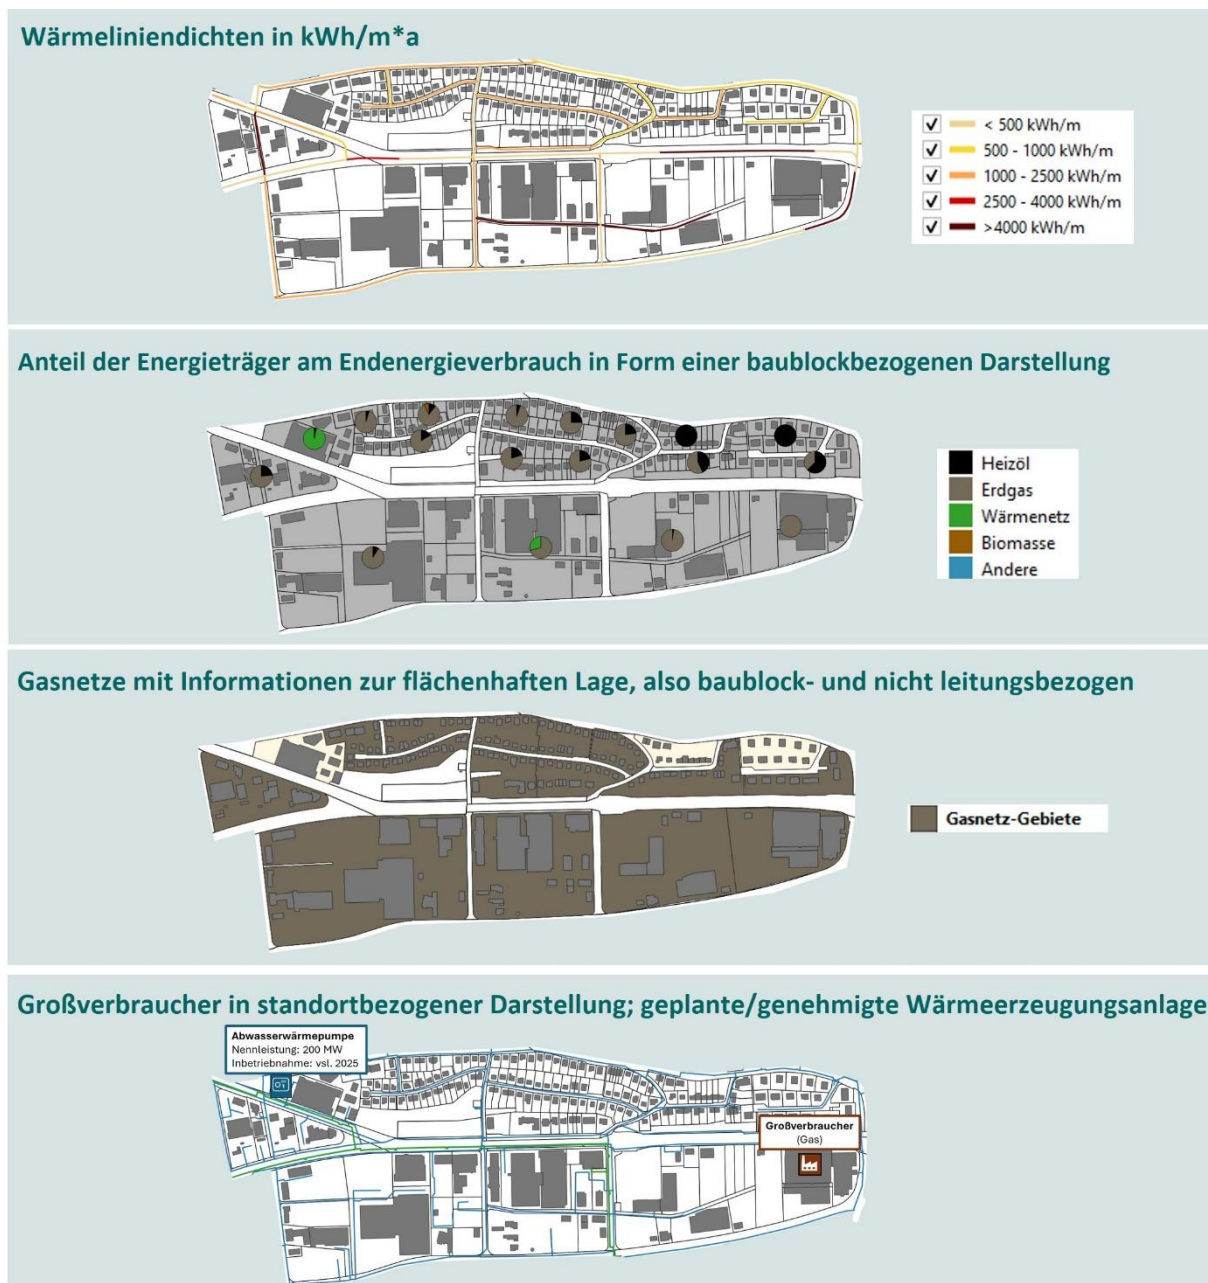 Wärmeliniendichten in kWh/m*a
< 500 kWh/m
500 - 1000 kWh/m
1000 - 2500 kWh/m
2500 - 4000 kWh/m
>4000 kWh/m
Anteil der Energieträger am Endenergieverbrauch in Form einer baublockbezogenen Darstellung
Heizöl
Erdgas
Wärmenetz
Biomasse
Andere
Gasnetze mit Informationen zur flächenhaften Lage, also baublock- und nicht leitungsbezogen
Gasnetz-Gebiete
Großverbraucher in standortbezogener Darstellung; geplante/genehmigte Wärmeerzeugungsanlage
Abwasserwärmepumpe
Nennleistung: 200 MW
Inbetriebnahme: vsl. 2025
Großverbraucher
(Gas)